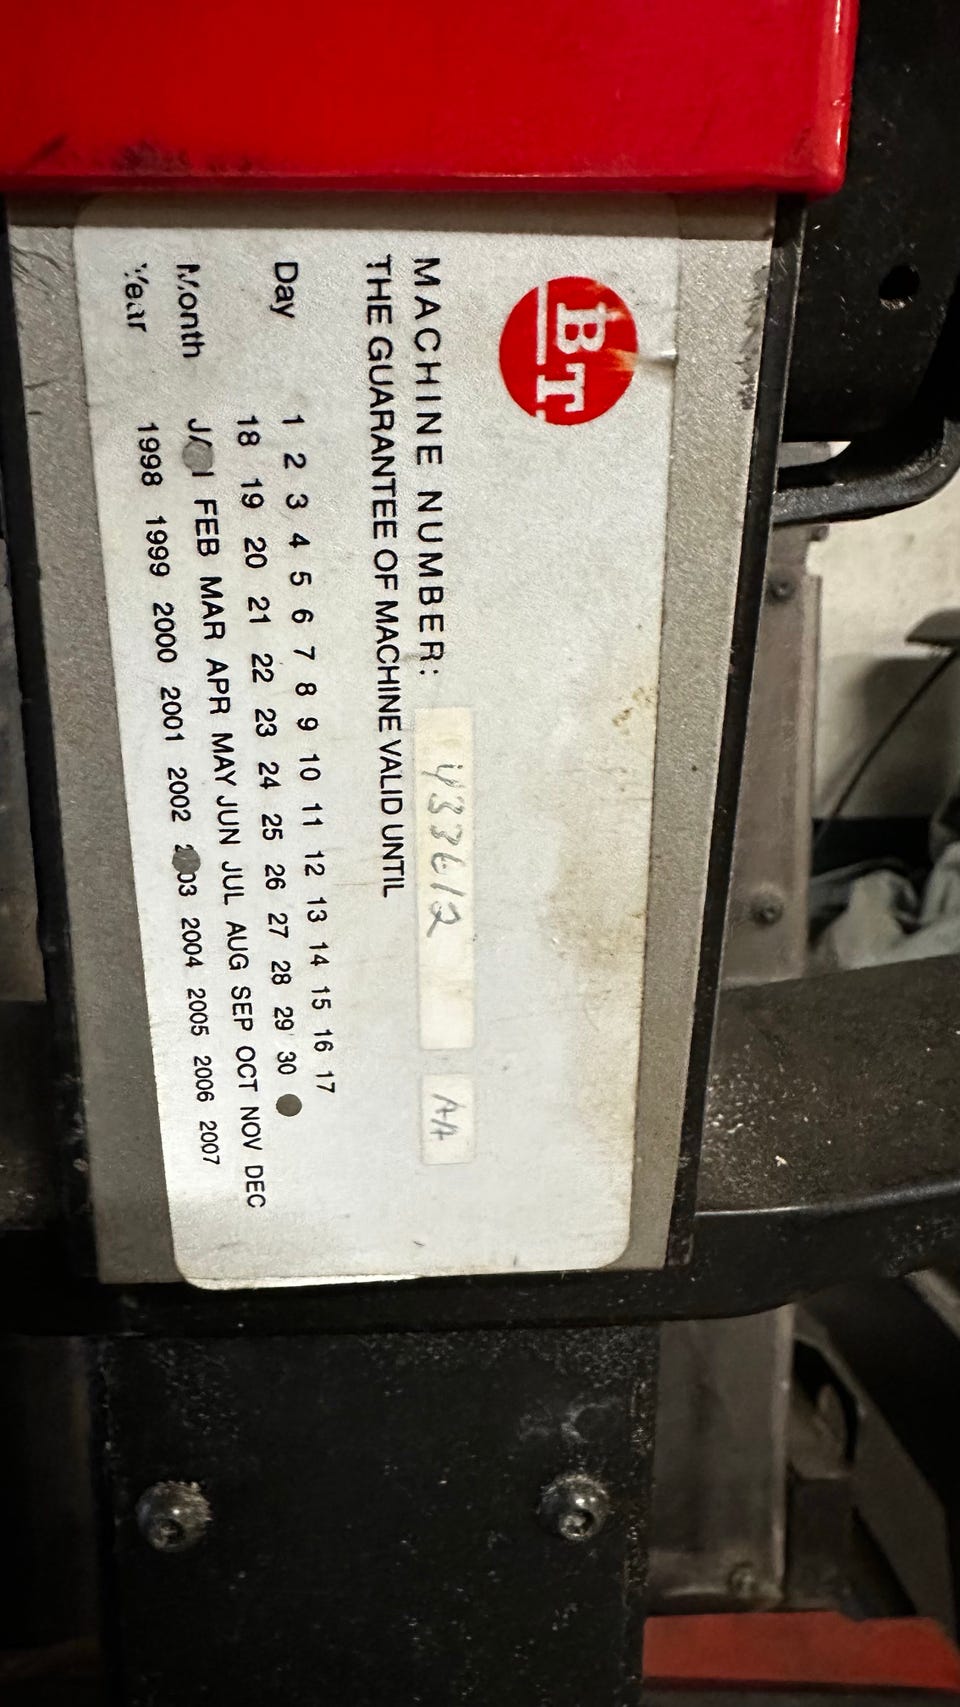 BT
MACHINE NUMBER: 433612 AA
THE GUARANTEE OF MACHINE VALID UNTIL
Day 1 2 3 4 5 6 7 8 9 10 11 12 13 14 15 16 17
18 19 20 21 22 23 24 25 26 27 28 29 30
Month JAN FEB MAR APR MAY JUN JUL AUG SEP OCT NOV DEC
Year 1998 1999 2000 2001 2002 2003 2004 2005 2006 2007